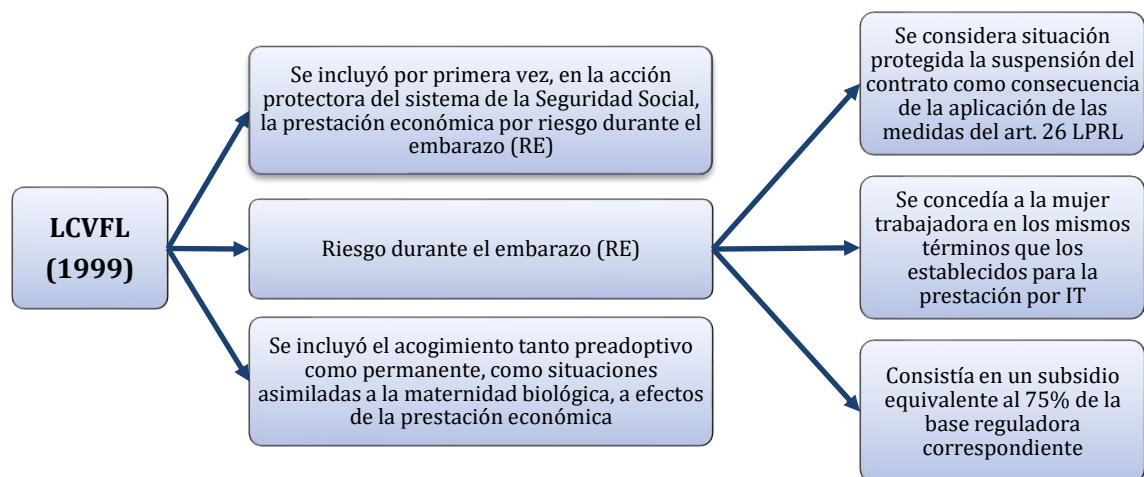 LCVFL
(1999)
Se incluyó por primera vez, en la acción
protectora del sistema de la Seguridad Social,
la prestación económica por riesgo durante el
embarazo (RE)
Riesgo durante el embarazo (RE)
Se incluyó el acogimiento tanto preadoptivo
como permanente, como situaciones
asimiladas a la maternidad biológica, a efectos
de la prestación económica
Se considera situación
protegida la suspensión del
contrato como consecuencia
de la aplicación de las
medidas del art. 26 LPRL
Se concedía a la mujer
trabajadora en los mismos
términos que los
establecidos para la
prestación por IT
Consistía en un subsidio
equivalente al 75% de la
base reguladora
correspondiente